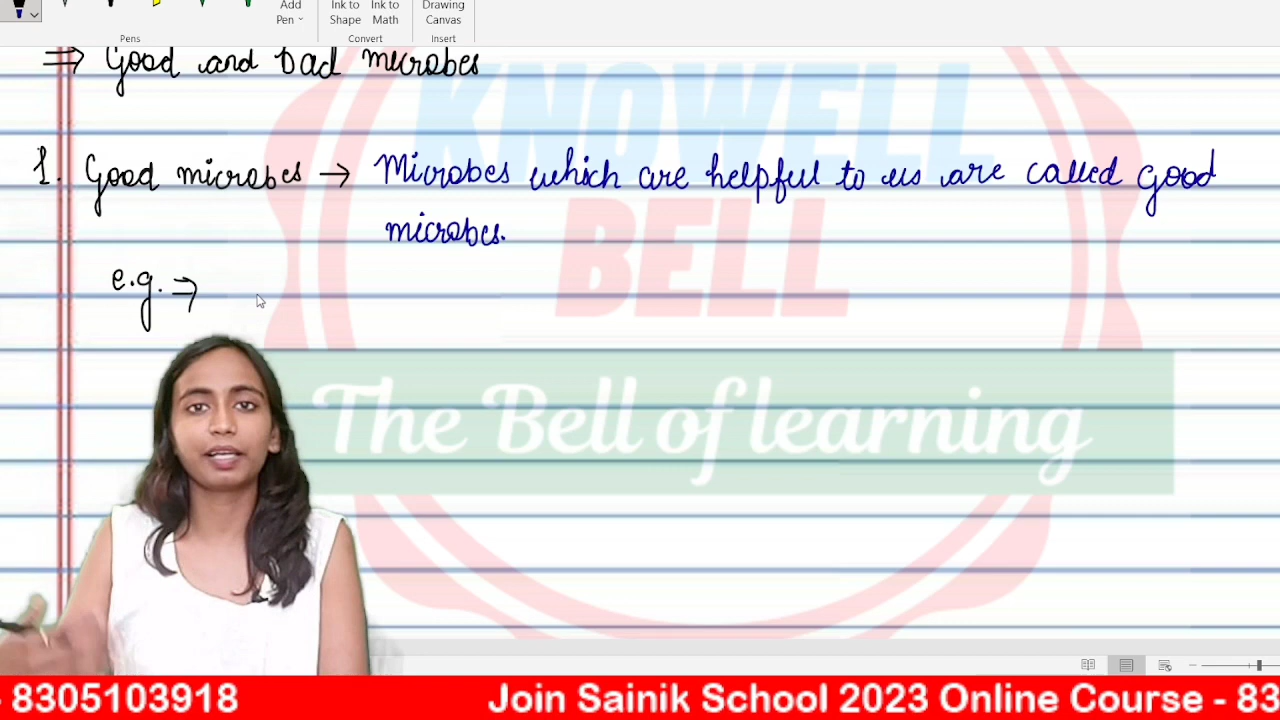 Add
Pen
Ink to
Shape
Ink to
Math
Drawing
Canvas
Pens
Convert
Insert
⇒ Good and bad microbes
KNOWELL
1. Good microbes → Microbes which are helpful to us are called good
microbes.
BELL
e.g. ⇒
The Bell of learning
- 8305103918 Join Sainik School 2023 Online Course - 83